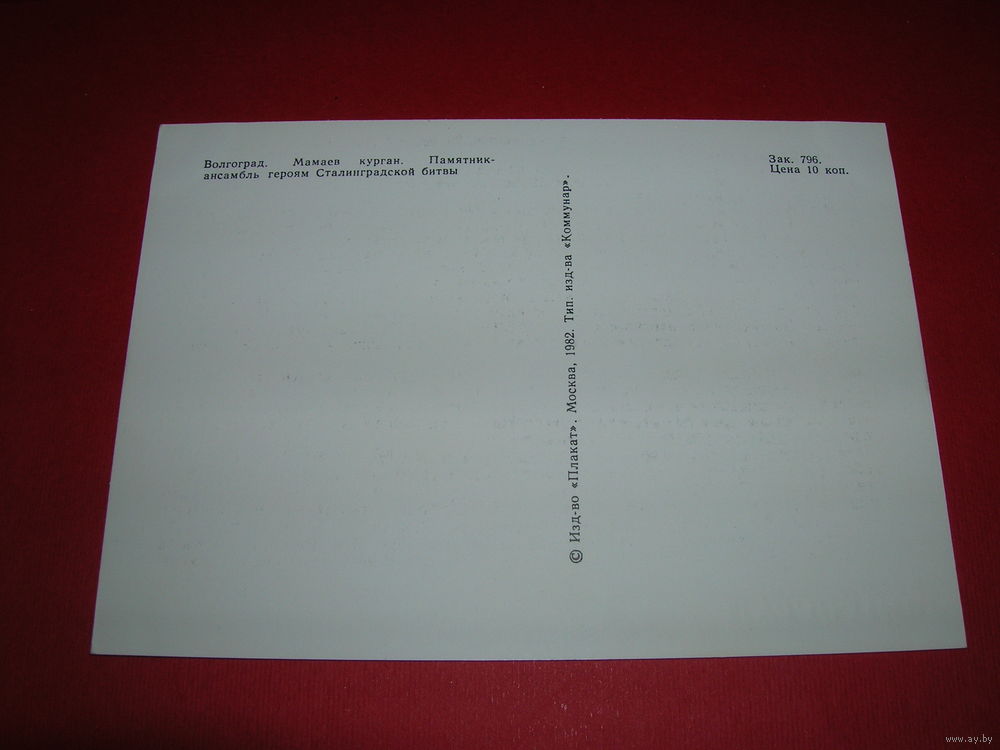 Волгоград. Мамаев курган. Памятник-
ансамбль героям Сталинградской битвы
Зак. 796.
Цена 10 коп.
© Изд-во «Плакат». Москва, 1982. Тип. изд-ва «Коммунар».
www.ay.by